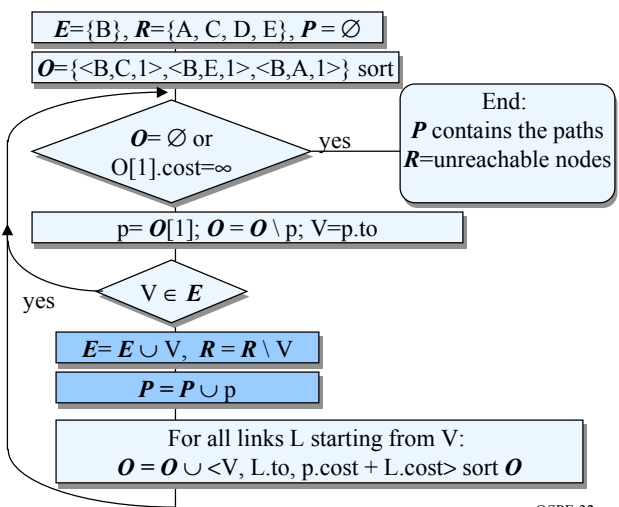 E={B}, R={A, C, D, E}, P = ∅
O={<B,C,1>,<B,E,1>,<B,A,1>} sort
End:
P contains the paths
R=unreachable nodes
O= ∅ or
O[1].cost=∞
yes
p= O[1]; O = O \ p; V=p.to
V ∈ E
yes
E= E ∪ V, R = R \ V
P = P ∪ p
For all links L starting from V:
O = O ∪ <V, L.to, p.cost + L.cost> sort O